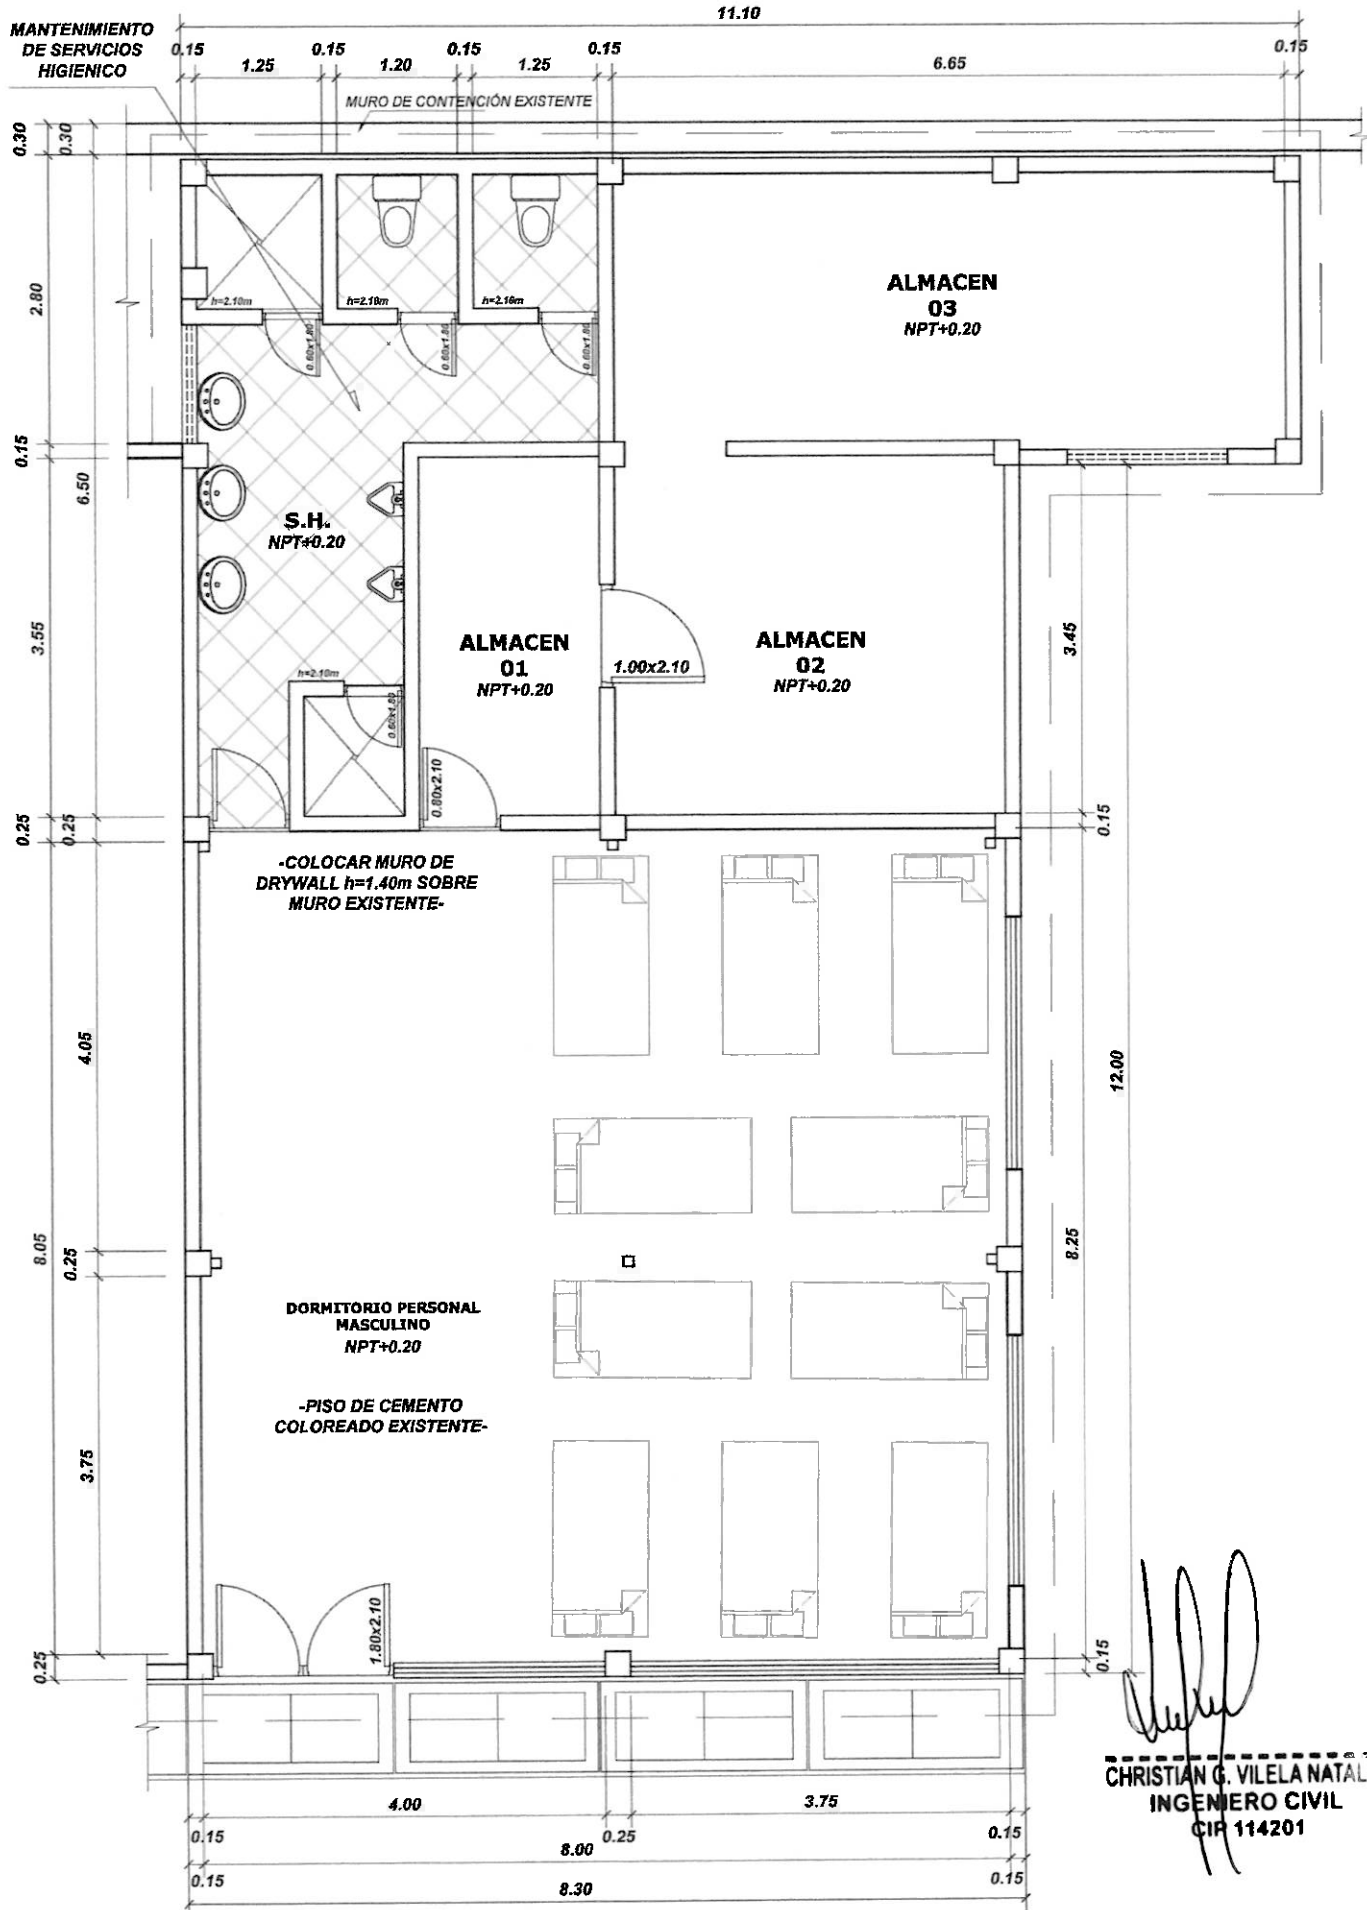 11.10
MANTENIMIENTO
DE SERVICIOS
HIGIENICO
0.15
0.15
0.15
0.15
0.15
1.25
1.20
1.25
6.65
MURO DE CONTENCIÓN EXISTENTE
0.30
0.30
2.80
0.15
6.50
3.55
0.25
0.25
4.05
8.05
0.25
3.75
0.25
h=2.10m
h=2.10m
h=2.10m
0.60x1.80
0.60x1.80
0.60x1.80
ALMACEN
03
NPT+0.20
S.H.
NPT+0.20
ALMACEN
01
NPT+0.20
ALMACEN
02
NPT+0.20
1.00x2.10
h=2.10m
0.60x1.80
0.80x2.10
3.45
0.15
12.00
8.25
0.15
-COLOCAR MURO DE
DRYWALL h=1.40m SOBRE
MURO EXISTENTE-
DORMITORIO PERSONAL
MASCULINO
NPT+0.20
-PISO DE CEMENTO
COLOREADO EXISTENTE-
1.80x2.10
4.00
3.75
0.15
0.25
0.15
8.00
0.15
0.15
8.30
CHRISTIAN G. VILELA NATAL
INGENIERO CIVIL
CIP 114201